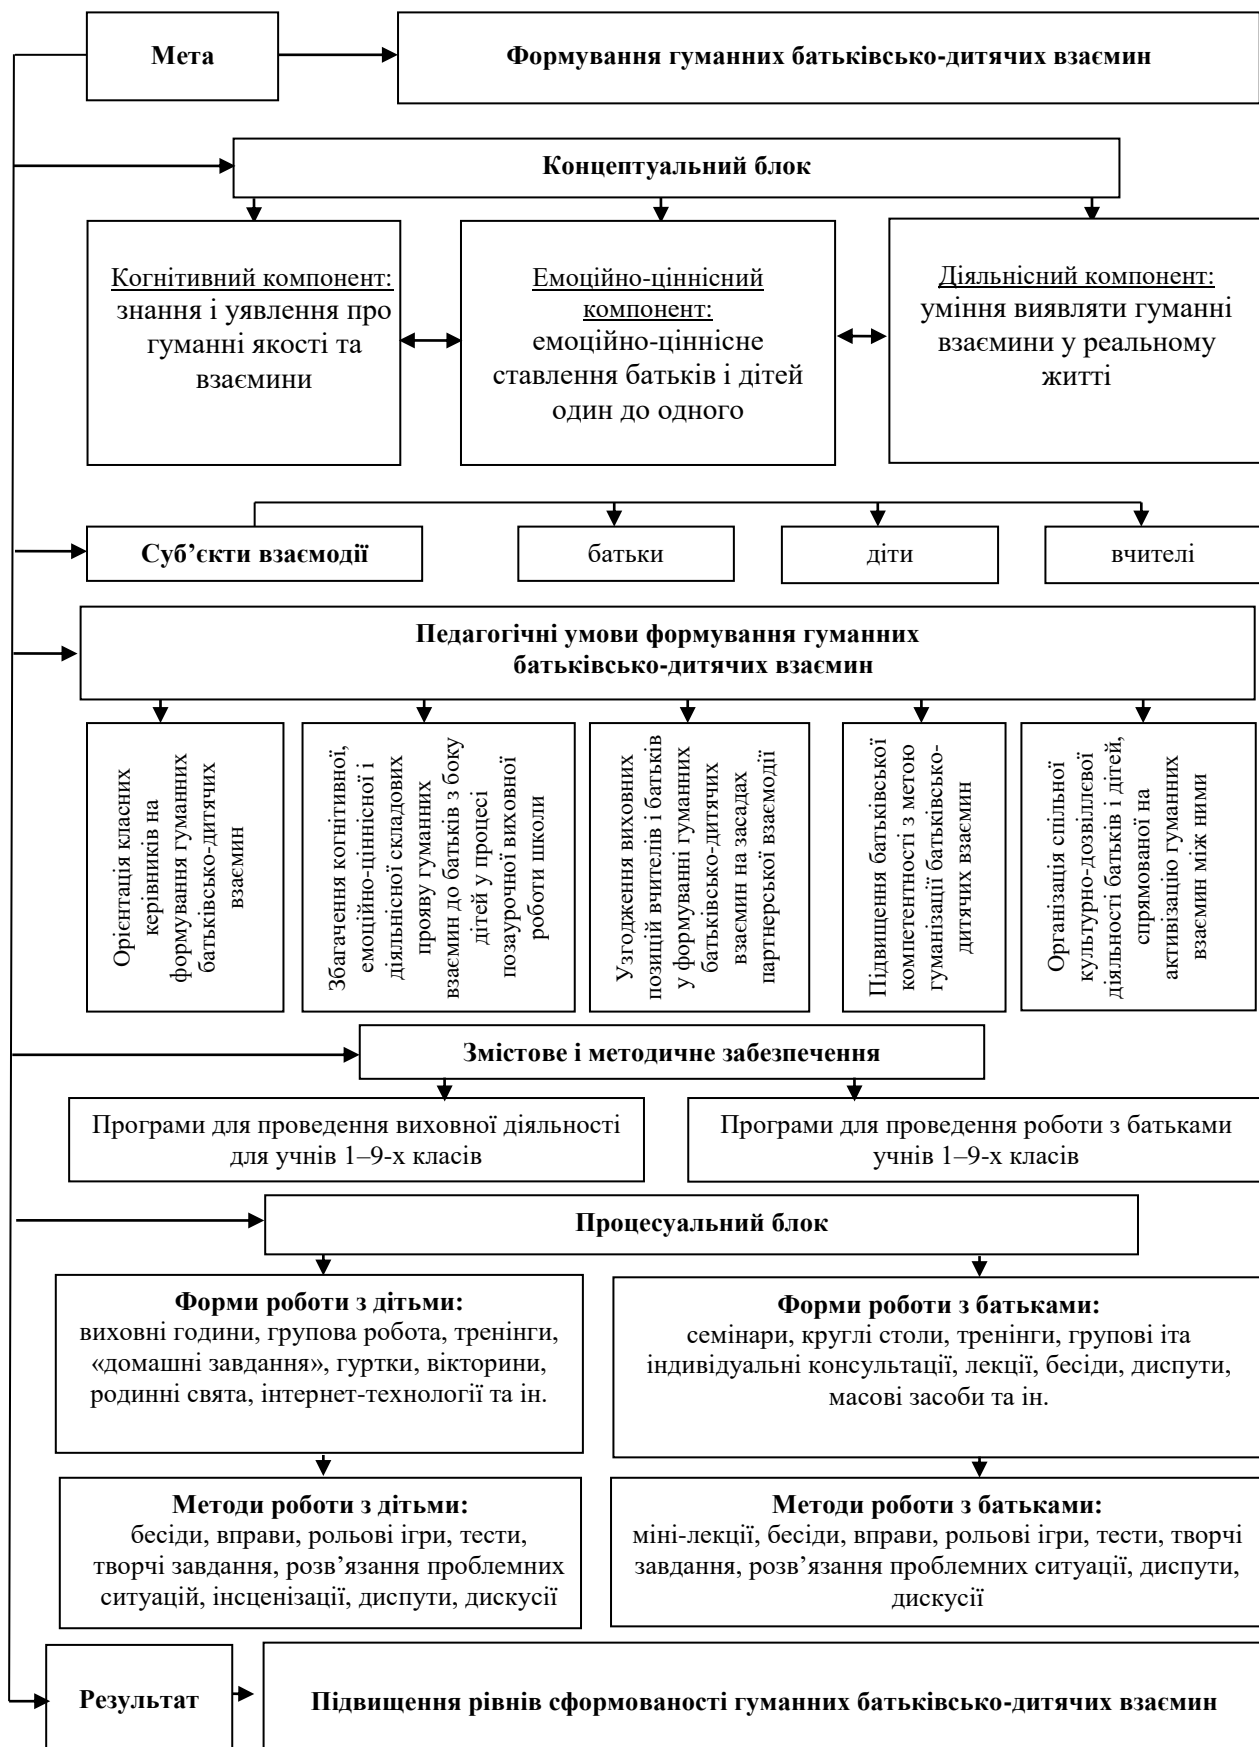 Мета
Формування гуманних батьківсько-дитячих взаємин
Концептуальний блок
Когнітивний компонент:
знання і уявлення про
гуманні якості та
взаємини
Емоційно-ціннісний
компонент:
емоційно-ціннісне
ставлення батьків і дітей
один до одного
Діяльнісний компонент:
уміння виявляти гуманні
взаємини у реальному
житті
Суб’єкти взаємодії
батьки
діти
вчителі
Педагогічні умови формування гуманних
батьківсько-дитячих взаємин
Орієнтація класних
керівників на
формування гуманних
батьківсько-дитячих
взаємин
Збагачення когнітивної,
емоційно-ціннісної і
діяльнісної складових
прояву гуманних
взаємин до батьків з боку
дітей у процесі
позаурочної виховної
роботи школи
Узгодження виховних
позицій вчителів і батьків
у формуванні гуманних
батьківсько-дитячих
взаємин на засадах
партнерської взаємодії
Підвищення батьківської
компетентності з метою
гуманізації батьківсько-
дитячих взаємин
Організація спільної
культурно-дозвіллєвої
діяльності батьків і дітей,
спрямованої на
активізацію гуманних
взаємин між ними
Змістове і методичне забезпечення
Програми для проведення виховної діяльності
для учнів 1–9-х класів
Програми для проведення роботи з батьками
учнів 1–9-х класів
Процесуальний блок
Форми роботи з дітьми:
виховні години, групова робота, тренінги,
«домашні завдання», гуртки, вікторини,
родинні свята, інтернет-технології та ін.
Форми роботи з батьками:
семінари, круглі столи, тренінги, групові іта
індивідуальні консультації, лекції, бесіди, диспути,
масові засоби та ін.
Методи роботи з дітьми:
бесіди, вправи, рольові ігри, тести,
творчі завдання, розв’язання проблемних
ситуацій, інсценізації, диспути, дискусії
Методи роботи з батьками:
міні-лекції, бесіди, вправи, рольові ігри, тести, творчі
завдання, розв’язання проблемних ситуації, диспути,
дискусії
Результат
Підвищення рівнів сформованості гуманних батьківсько-дитячих взаємин